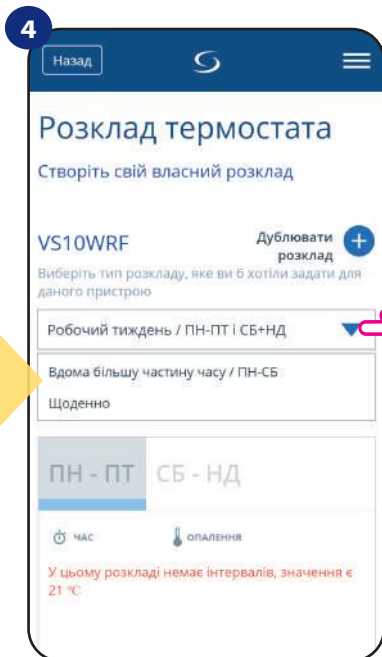 4
Назад
Розклад термостата
Створіть свій власний розклад
VS10WRF
Дублювати
розклад
Виберіть тип розкладу, яке ви б хотіли задати для
даного пристрою
Робочий тиждень / ПН-ПТ і СБ+НД
Вдома більшу частину часу / ПН-СБ
Щоденно
ПН - ПТ СБ - НД
ЧАС ОПАЛЕННЯ
У цьому розкладі немає інтервалів, значення є
21 °C